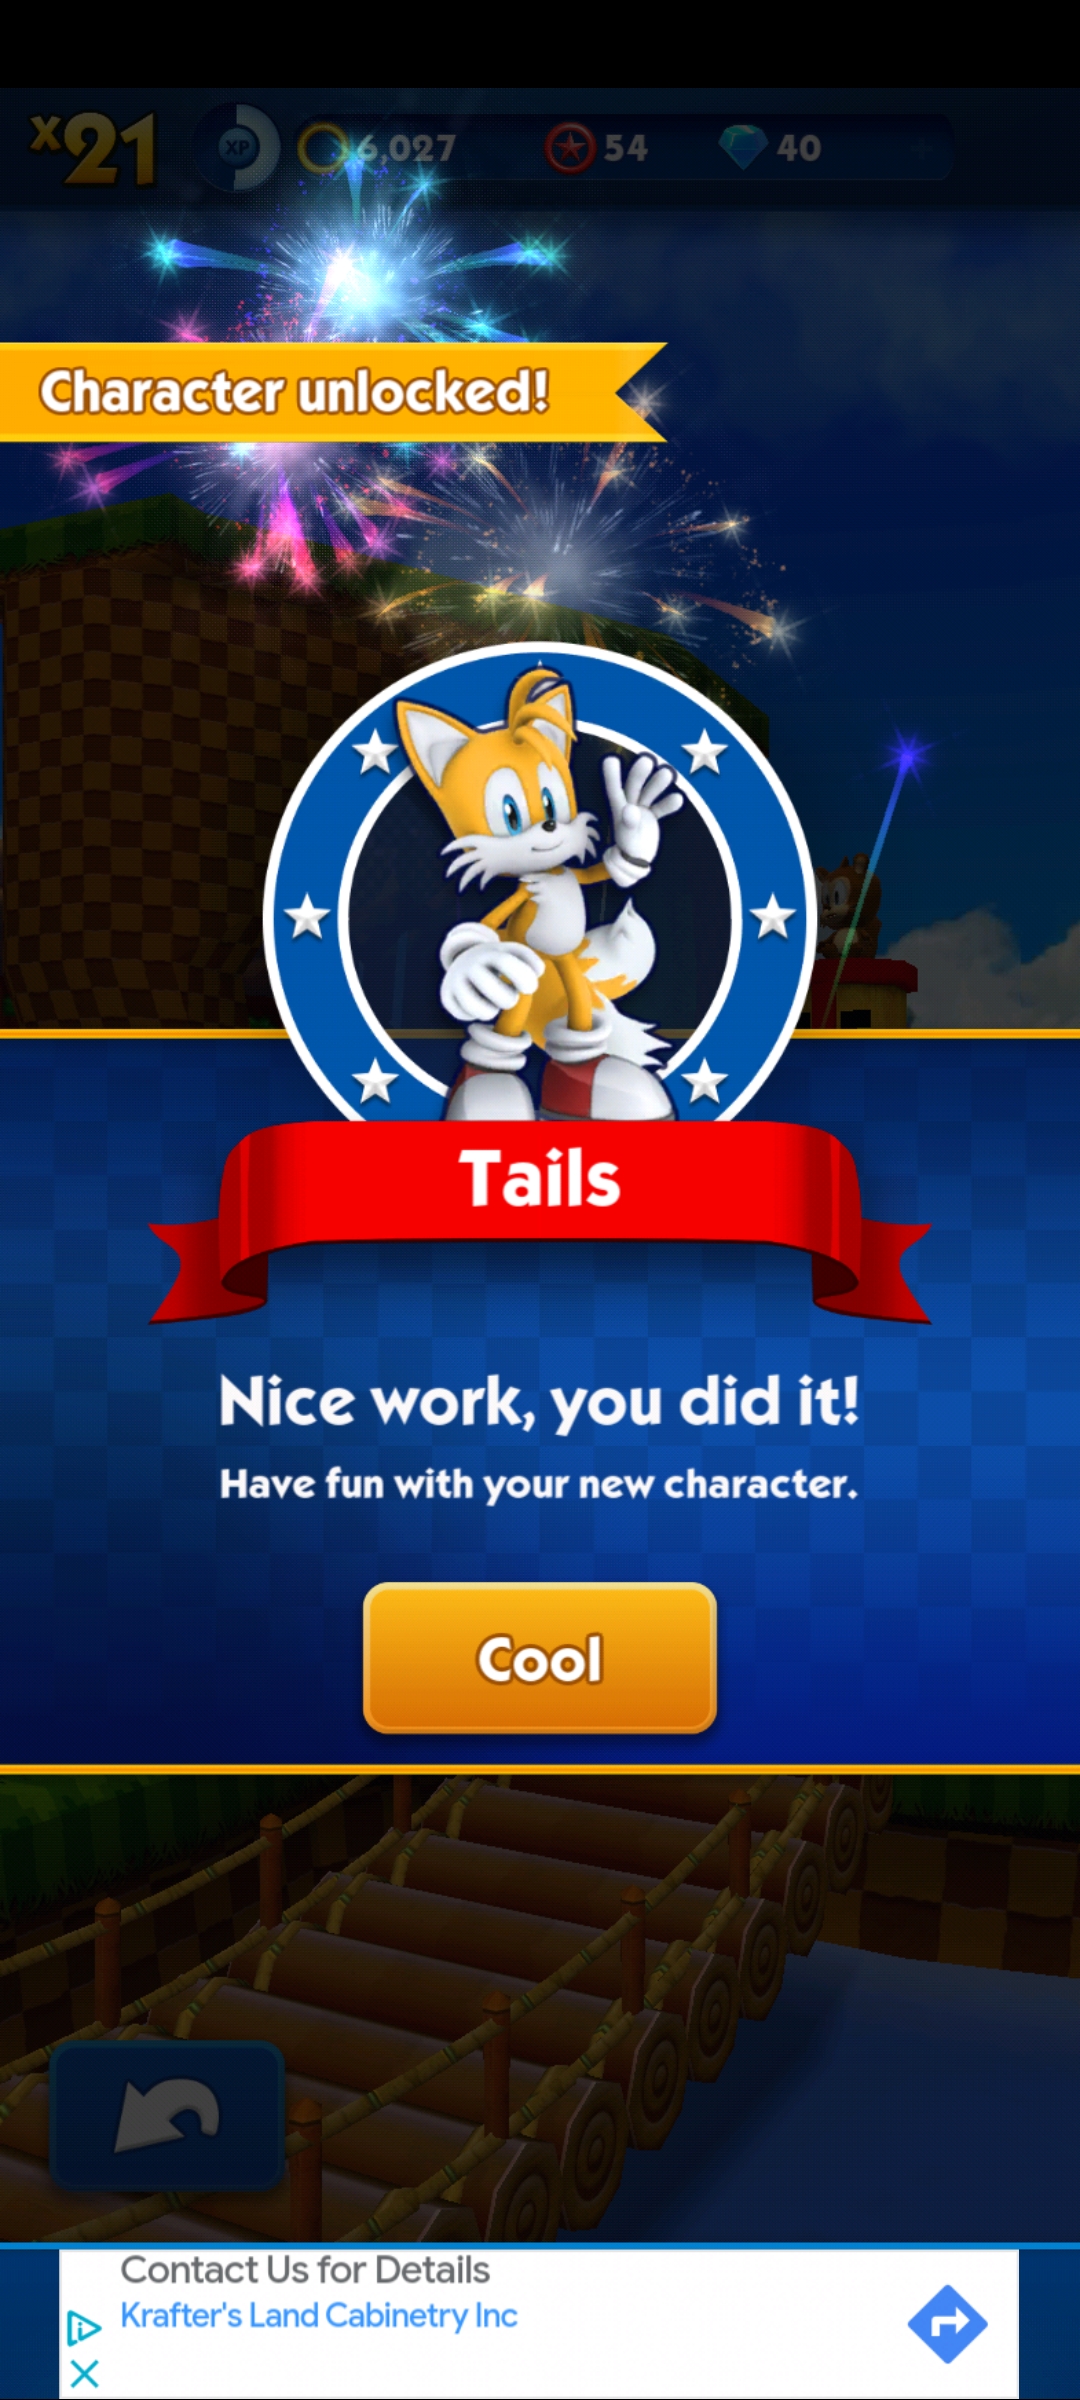 x21
XP
6,027
54
40
Character unlocked!
Tails
Nice work, you did it!
Have fun with your new character.
Cool
Contact Us for Details
Krafter's Land Cabinetry Inc